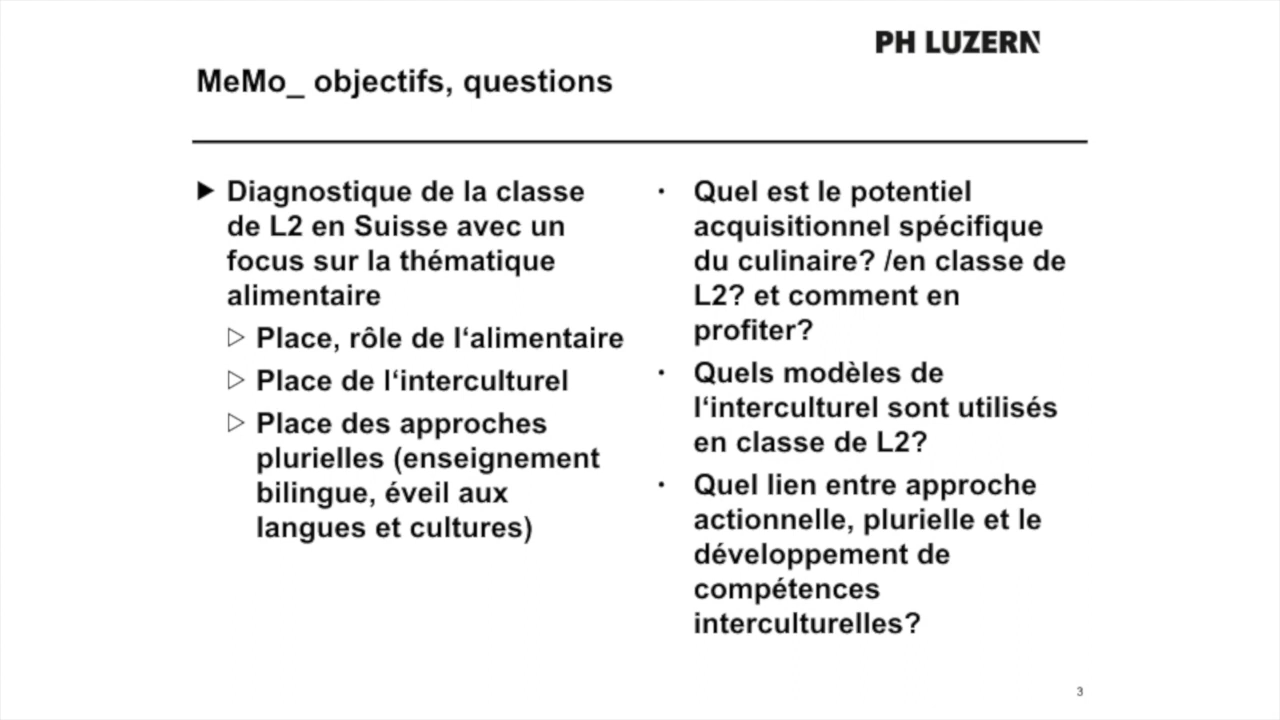 PH LUZERN
MeMo_ objectifs, questions
Diagnostique de la classe
de L2 en Suisse avec un
focus sur la thématique
alimentaire
Place, rôle de l‘alimentaire
Place de l‘interculturel
Place des approches
plurielles (enseignement
bilingue, éveil aux
langues et cultures)
Quel est le potentiel
acquisitionnel spécifique
du culinaire? /en classe de
L2? et comment en
profiter?
Quels modèles de
l‘interculturel sont utilisés
en classe de L2?
Quel lien entre approche
actionnelle, plurielle et le
développement de
compétences
interculturelles?
3